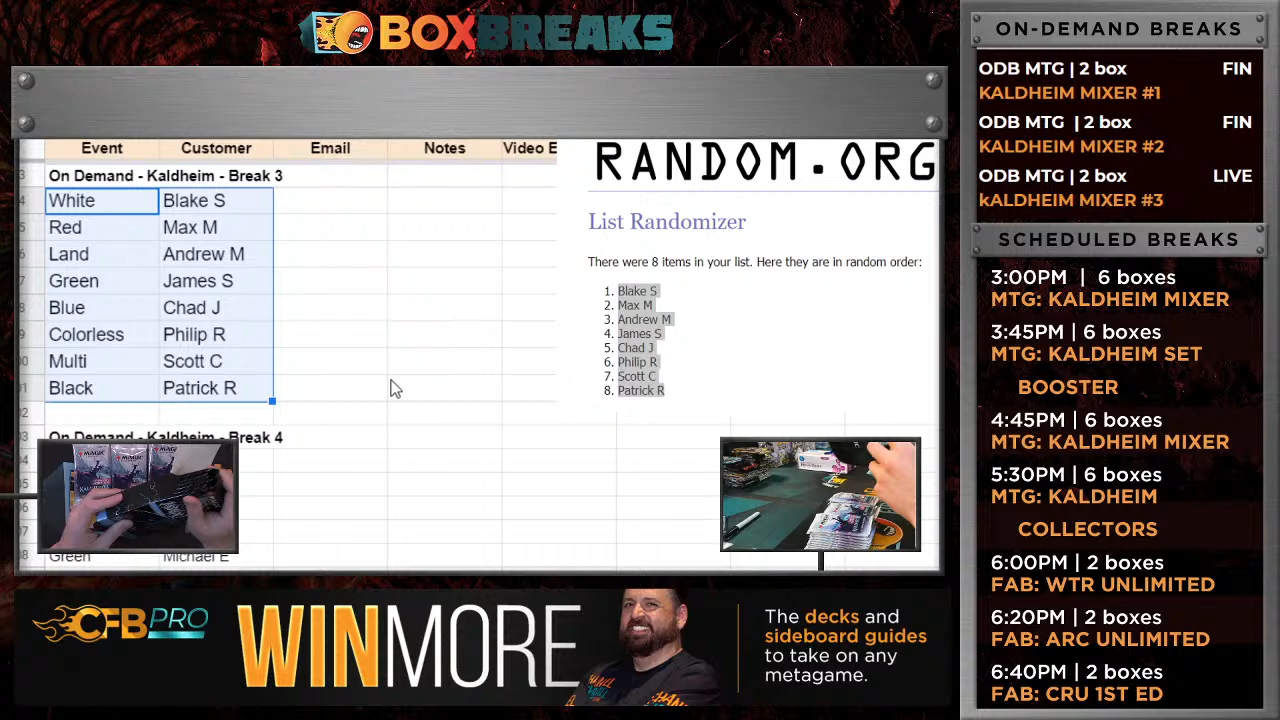 BOXBREAKS
Event Customer Email Notes Video E
On Demand - Kaldheim - Break 3
White Blake S
Red Max M
Land Andrew M
Green James S
Blue Chad J
Colorless Philip R
Multi Scott C
Black Patrick R
On Demand - Kaldheim - Break 4
Green Michael E
RANDOM.ORG
List Randomizer
There were 8 items in your list. Here they are in random order:
1. Blake S
2. Max M
3. Andrew M
4. James S
5. Chad J
6. Philip R
7. Scott C
8. Patrick R
MAGIC MAGIC MAGIC
CFBPRO
WINMORE
The decks and
sideboard guides
to take on any
metagame.
ON-DEMAND BREAKS
ODB MTG | 2 box FIN
KALDHEIM MIXER #1
ODB MTG | 2 box FIN
KALDHEIM MIXER #2
ODB MTG | 2 box LIVE
kALDHEIM MIXER #3
SCHEDULED BREAKS
3:00PM | 6 boxes
MTG: KALDHEIM MIXER
3:45PM | 6 boxes
MTG: KALDHEIM SET
BOOSTER
4:45PM | 6 boxes
MTG: KALDHEIM MIXER
5:30PM | 6 boxes
MTG: KALDHEIM
COLLECTORS
6:00PM | 2 boxes
FAB: WTR UNLIMITED
6:20PM | 2 boxes
FAB: ARC UNLIMITED
6:40PM | 2 boxes
FAB: CRU 1ST ED